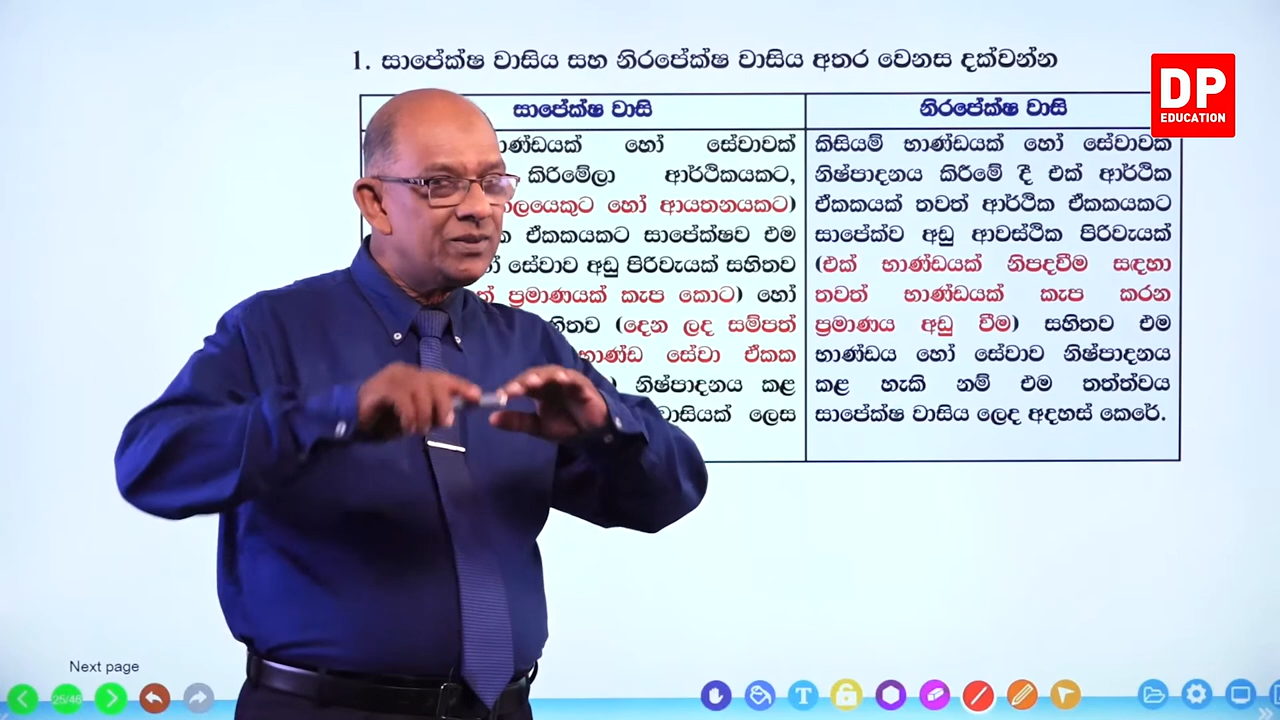 1. සාපේක්ෂ වාසිය සහ නිරපේක්ෂ වාසිය අතර වෙනස දක්වන්න
DP
EDUCATION
සාපේක්ෂ වාසි
හෝ සේවාවක්
කිරීමේලා ආර්ථිකයකට,
හෝ ආයතනයකට)
ඒකකයකට සාපේක්ෂව එම
සේවාව අඩු පිරිවැයක් සහිතව
ප්‍රමාණයක් කැප කොට) හෝ
(දෙන ලද සම්පත්
භාණ්ඩ සේවා ඒකක
නිෂ්පාදනය කළ
ලෙස
නිරපේක්ෂ වාසි
කිසියම් භාණ්ඩයක් හෝ සේවාවක
නිෂ්පාදනය කිරීමේ දී එක් ආර්ථික
ඒකකයක් තවත් ආර්ථික ඒකකයකට
සාපේක්ව අඩු ආවස්ථික පිරිවැයක්
(එක් භාණ්ඩයක් නිපදවීම සඳහා
තවත් භාණ්ඩයක් කැප කරන
ප්‍රමාණය අඩු වීම) සහිතව එම
භාණ්ඩය හෝ සේවාව නිෂ්පාදනය
කළ හැකි නම් එම තත්ත්වය
සාපේක්ෂ වාසිය ලෙද අදහස් කෙරේ.
Next page
25/46